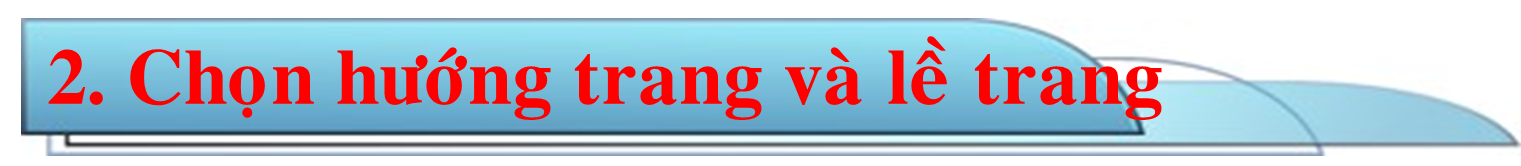 2. Chọn hướng trang và lề trang